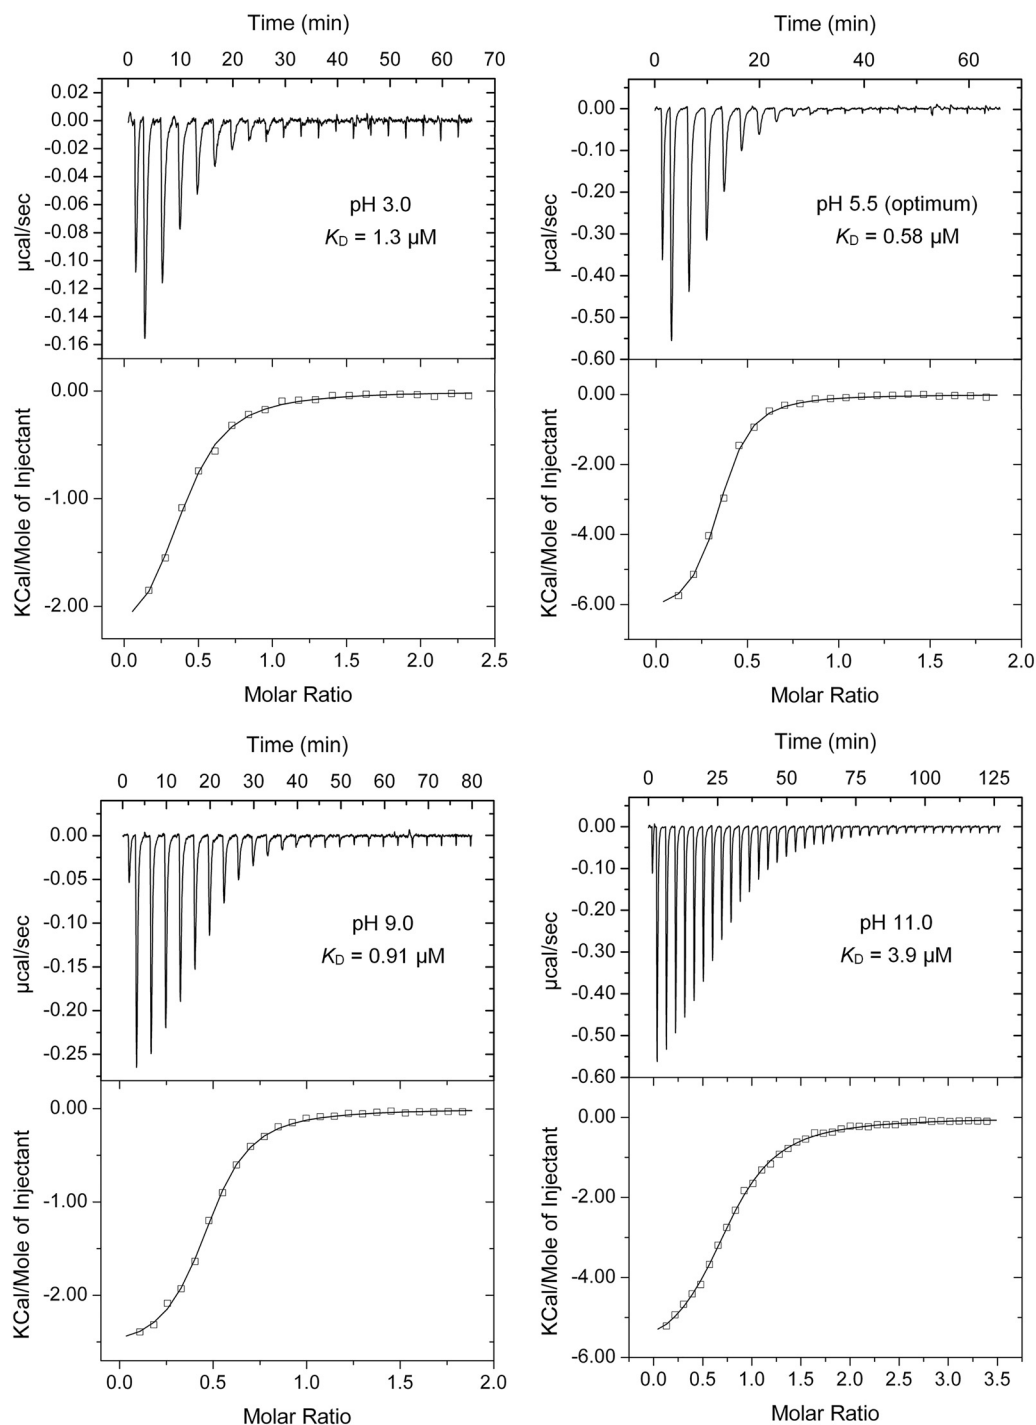 Time (min)
0 10 20 30 40 50 60 70
0.02
0.00
-0.02
-0.04
-0.06
-0.08
-0.10
-0.12
-0.14
-0.16
µcal/sec
pH 3.0
KD = 1.3 µM
0.00
-1.00
-2.00
KCal/Mole of Injectant
0.0 0.5 1.0 1.5 2.0 2.5
Molar Ratio
Time (min)
0 20 40 60
0.00
-0.10
-0.20
-0.30
-0.40
-0.50
-0.60
µcal/sec
pH 5.5 (optimum)
KD = 0.58 µM
0.00
-2.00
-4.00
-6.00
KCal/Mole of Injectant
0.0 0.5 1.0 1.5 2.0
Molar Ratio
Time (min)
0 10 20 30 40 50 60 70 80
0.00
-0.05
-0.10
-0.15
-0.20
-0.25
µcal/sec
pH 9.0
KD = 0.91 µM
0.00
-1.00
-2.00
KCal/Mole of Injectant
0.0 0.5 1.0 1.5 2.0
Molar Ratio
Time (min)
0 25 50 75 100 125
0.00
-0.10
-0.20
-0.30
-0.40
-0.50
-0.60
µcal/sec
pH 11.0
KD = 3.9 µM
0.00
-2.00
-4.00
-6.00
KCal/Mole of Injectant
0.0 0.5 1.0 1.5 2.0 2.5 3.0 3.5
Molar Ratio